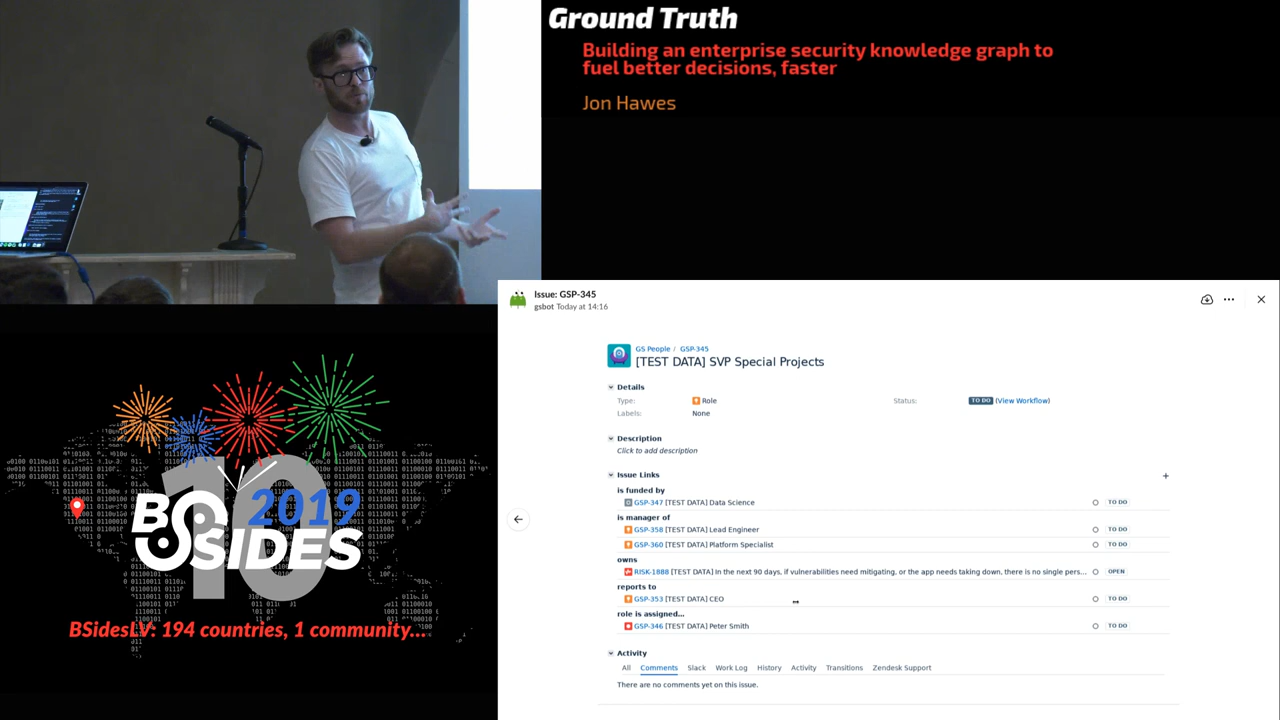 Ground Truth
Building an enterprise security knowledge graph to
fuel better decisions, faster
Jon Hawes
Issue: GSP-345
gsbot Today at 14:16
GS People / GSP-345
[TEST DATA] SVP Special Projects
Details
Type: Role Status: TO DO (View Workflow)
Labels: None
Description
Click to add description
Issue Links
is funded by
GSP-347 [TEST DATA] Data Science TO DO
is manager of
GSP-358 [TEST DATA] Lead Engineer TO DO
GSP-360 [TEST DATA] Platform Specialist TO DO
owns
RISK-1888 [TEST DATA] In the next 90 days, if vulnerabilities need mitigating, or the app needs taking down, there is no single pers... OPEN
reports to
GSP-353 [TEST DATA] CEO TO DO
role is assigned...
GSP-346 [TEST DATA] Peter Smith TO DO
Activity
All Comments Slack Work Log History Activity Transitions Zendesk Support
There are no comments yet on this issue.
10
2019
BSIDES
BSidesLV: 194 countries, 1 community...